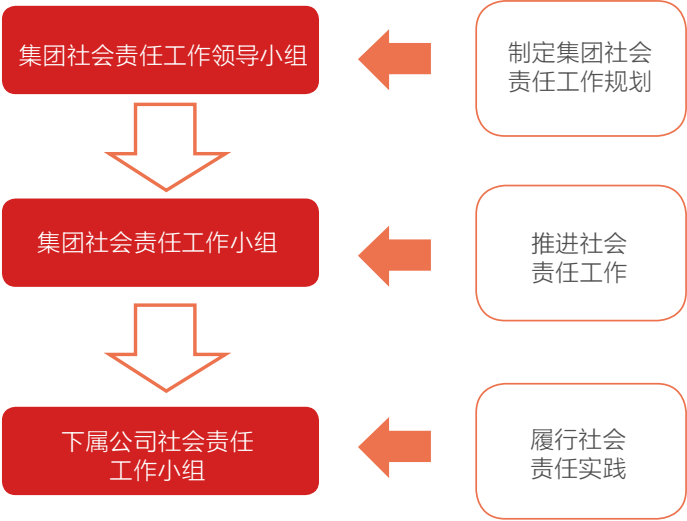 集团社会责任工作领导小组
制定集团社会
责任工作规划
集团社会责任工作小组
推进社会
责任工作
下属公司社会责任
工作小组
履行社会
责任实践